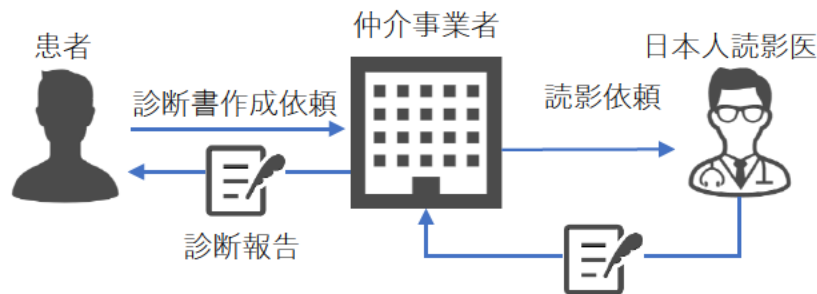 患者
仲介事業者
日本人読影医
診断書作成依頼
読影依頼
診断報告